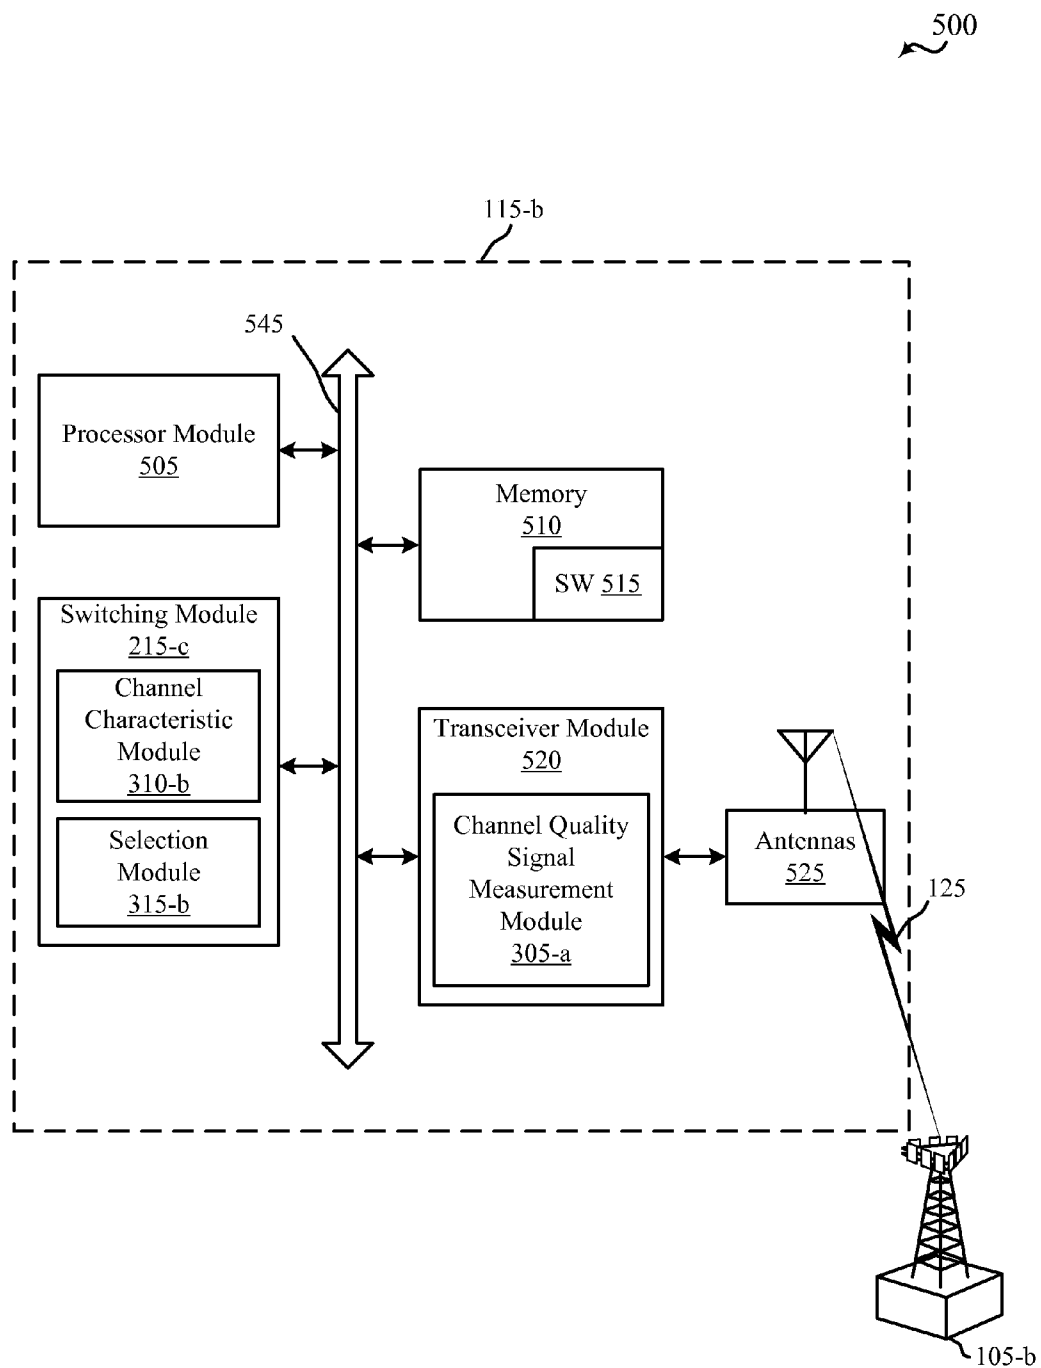 500
115-b
545
Processor Module
505
Memory
510
SW 515
Switching Module
215-c
Channel
Characteristic
Module
310-b
Selection
Module
315-b
Transceiver Module
520
Channel Quality
Signal
Measurement
Module
305-a
Antennas
525
125
105-b